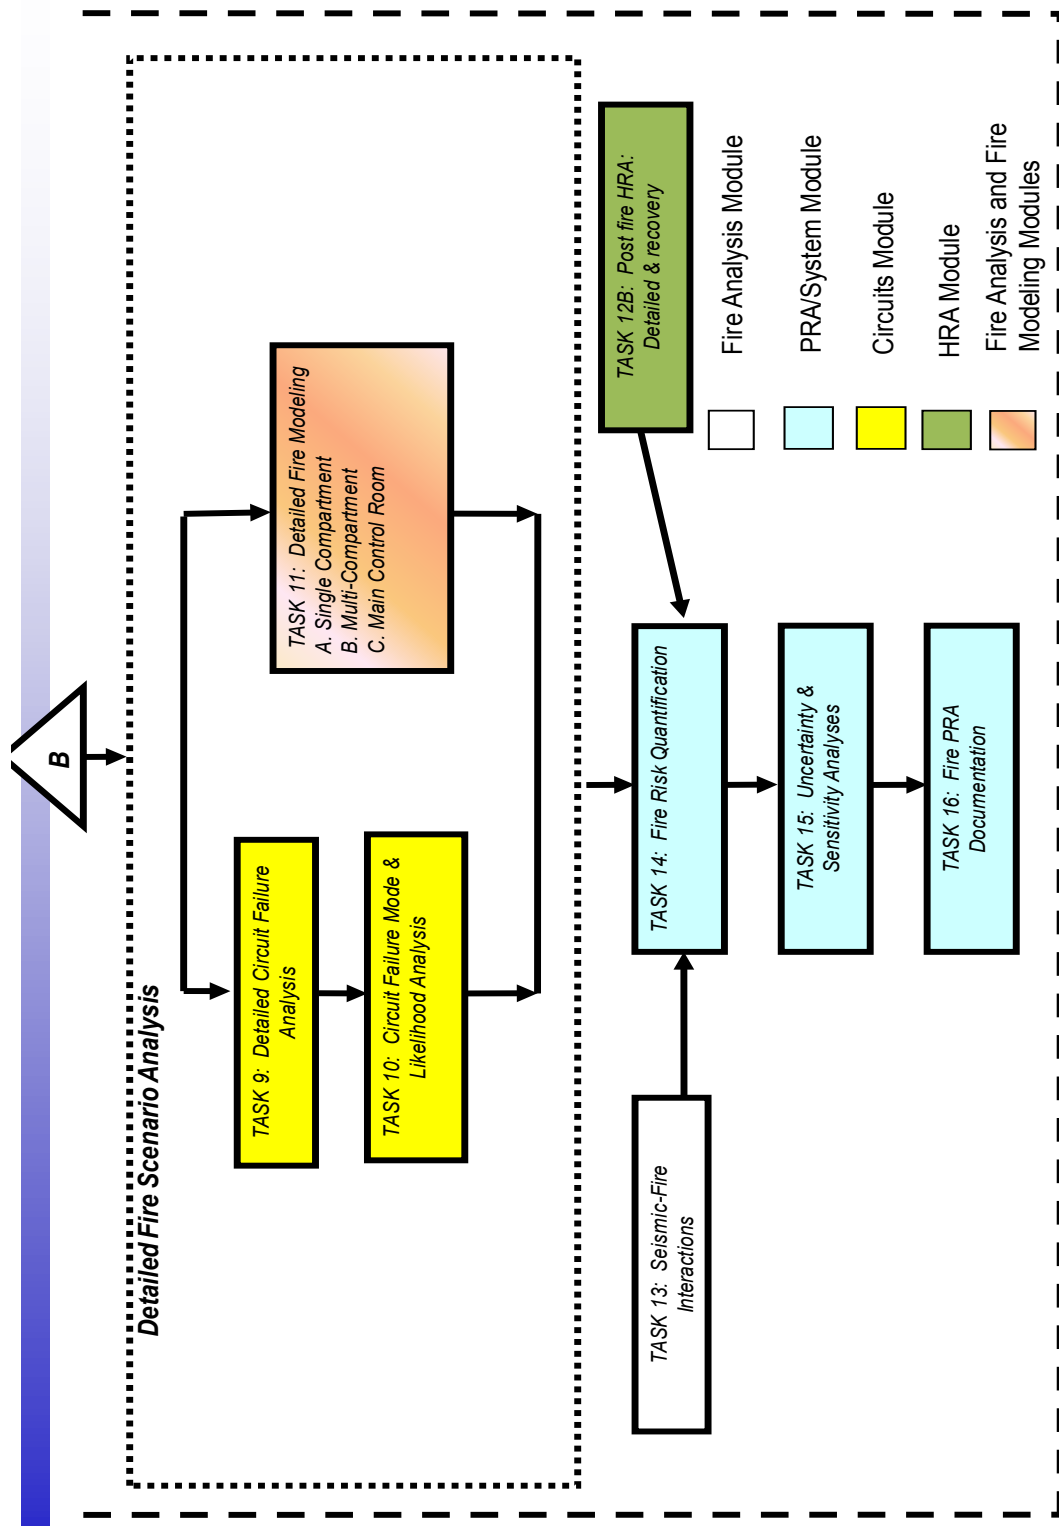 B
Detailed Fire Scenario Analysis
TASK 9: Detailed Circuit Failure
Analysis
TASK 10: Circuit Failure Mode &
Likelihood Analysis
TASK 11: Detailed Fire Modeling
A. Single Compartment
B. Multi-Compartment
C. Main Control Room
TASK 13: Seismic-Fire
Interactions
TASK 14: Fire Risk Quantification
TASK 12B: Post fire HRA:
Detailed & recovery
TASK 15: Uncertainty &
Sensitivity Analyses
TASK 16: Fire PRA
Documentation
Fire Analysis Module
PRA/System Module
Circuits Module
HRA Module
Fire Analysis and Fire
Modeling Modules